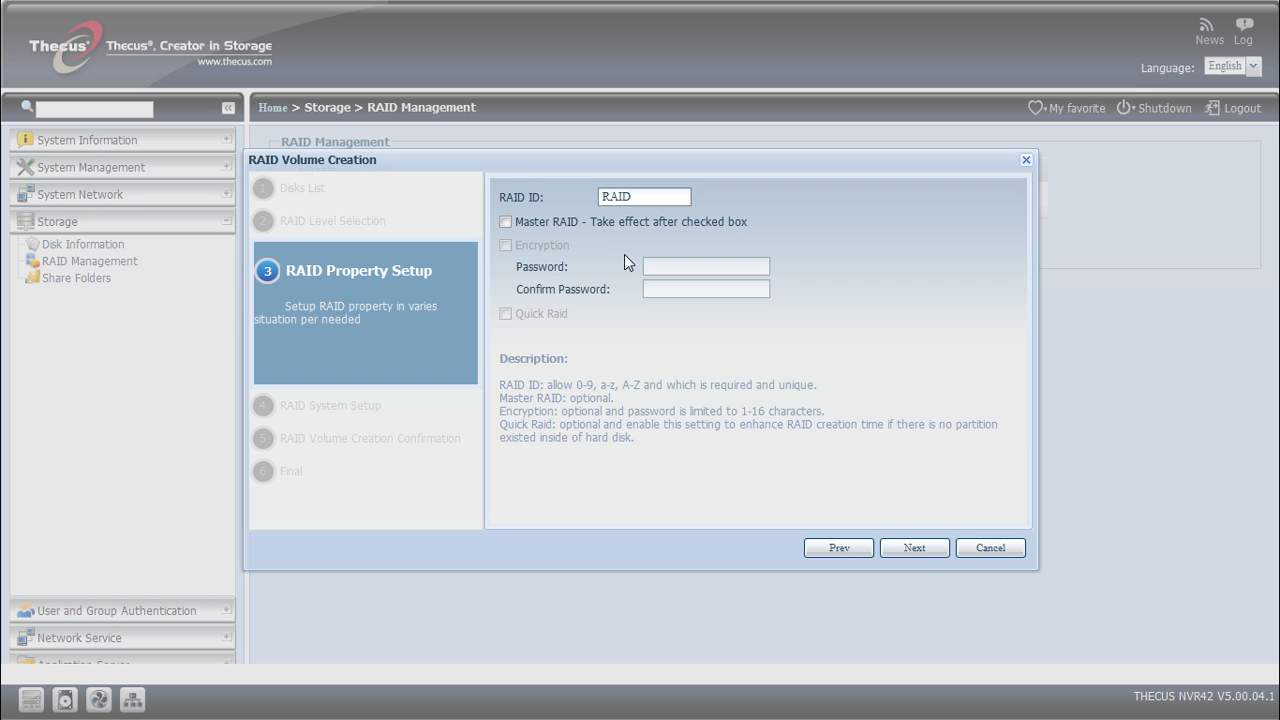 Thecus®
Thecus®, Creator in Storage
www.thecus.com
News
Log
Language:
English
Home > Storage > RAID Management
My favorite
Shutdown
Logout
System Information
System Management
System Network
Storage
Disk Information
RAID Management
Share Folders
User and Group Authentication
Network Service
Application Server
RAID Management
RAID Volume Creation
1 Disks List
2 RAID Level Selection
3 RAID Property Setup
Setup RAID property in varies
situation per needed
4 RAID System Setup
5 RAID Volume Creation Confirmation
6 Final
RAID ID: RAID
Master RAID - Take effect after checked box
Encryption
Password:
Confirm Password:
Quick Raid
Description:
RAID ID: allow 0-9, a-z, A-Z and which is required and unique.
Master RAID: optional.
Encryption: optional and password is limited to 1-16 characters.
Quick Raid: optional and enable this setting to enhance RAID creation time if there is no partition
existed inside of hard disk.
Prev
Next
Cancel
THECUS NVR42 V5.00.04.1